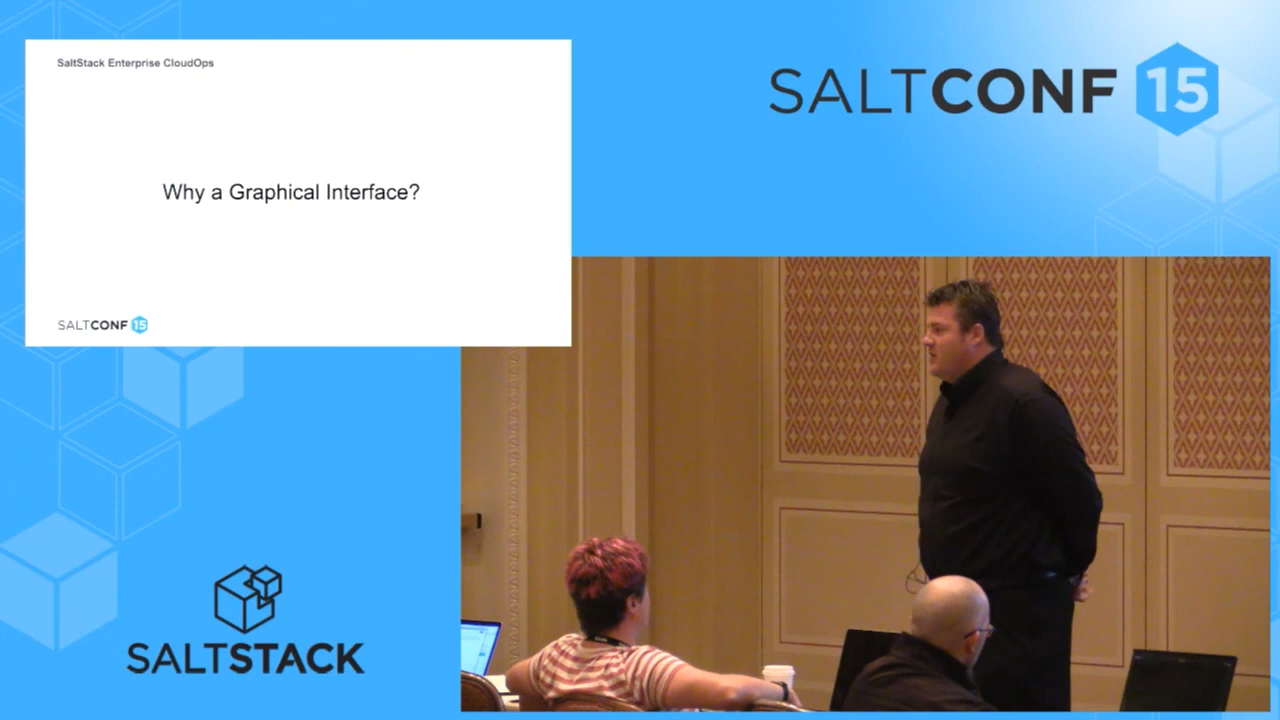 SaltStack Enterprise CloudOps
Why a Graphical Interface?
SALTCONF 15
SALTCONF 15
SALTSTACK